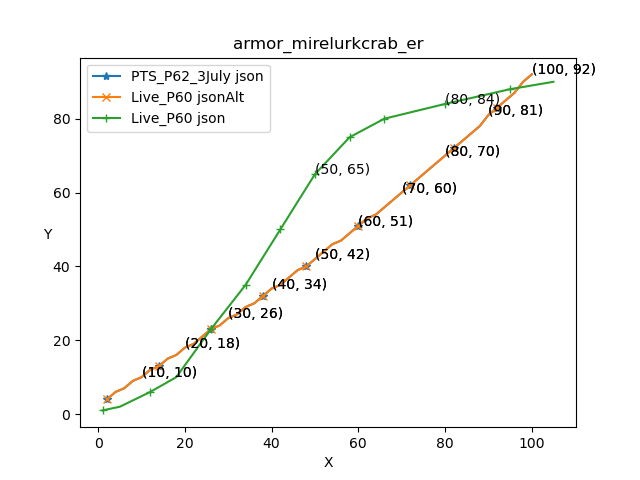 armor_mirelurkcrab_er
PTS_P62_3July json
Live_P60 jsonAlt
Live_P60 json
(100, 92)
(80, 84)
(90, 81)
(80, 70)
(50, 65)
(70, 60)
(60, 51)
(50, 42)
(40, 34)
(30, 26)
(20, 18)
(10, 10)
Y
80
60
40
20
0
0 20 40 60 80 100
X